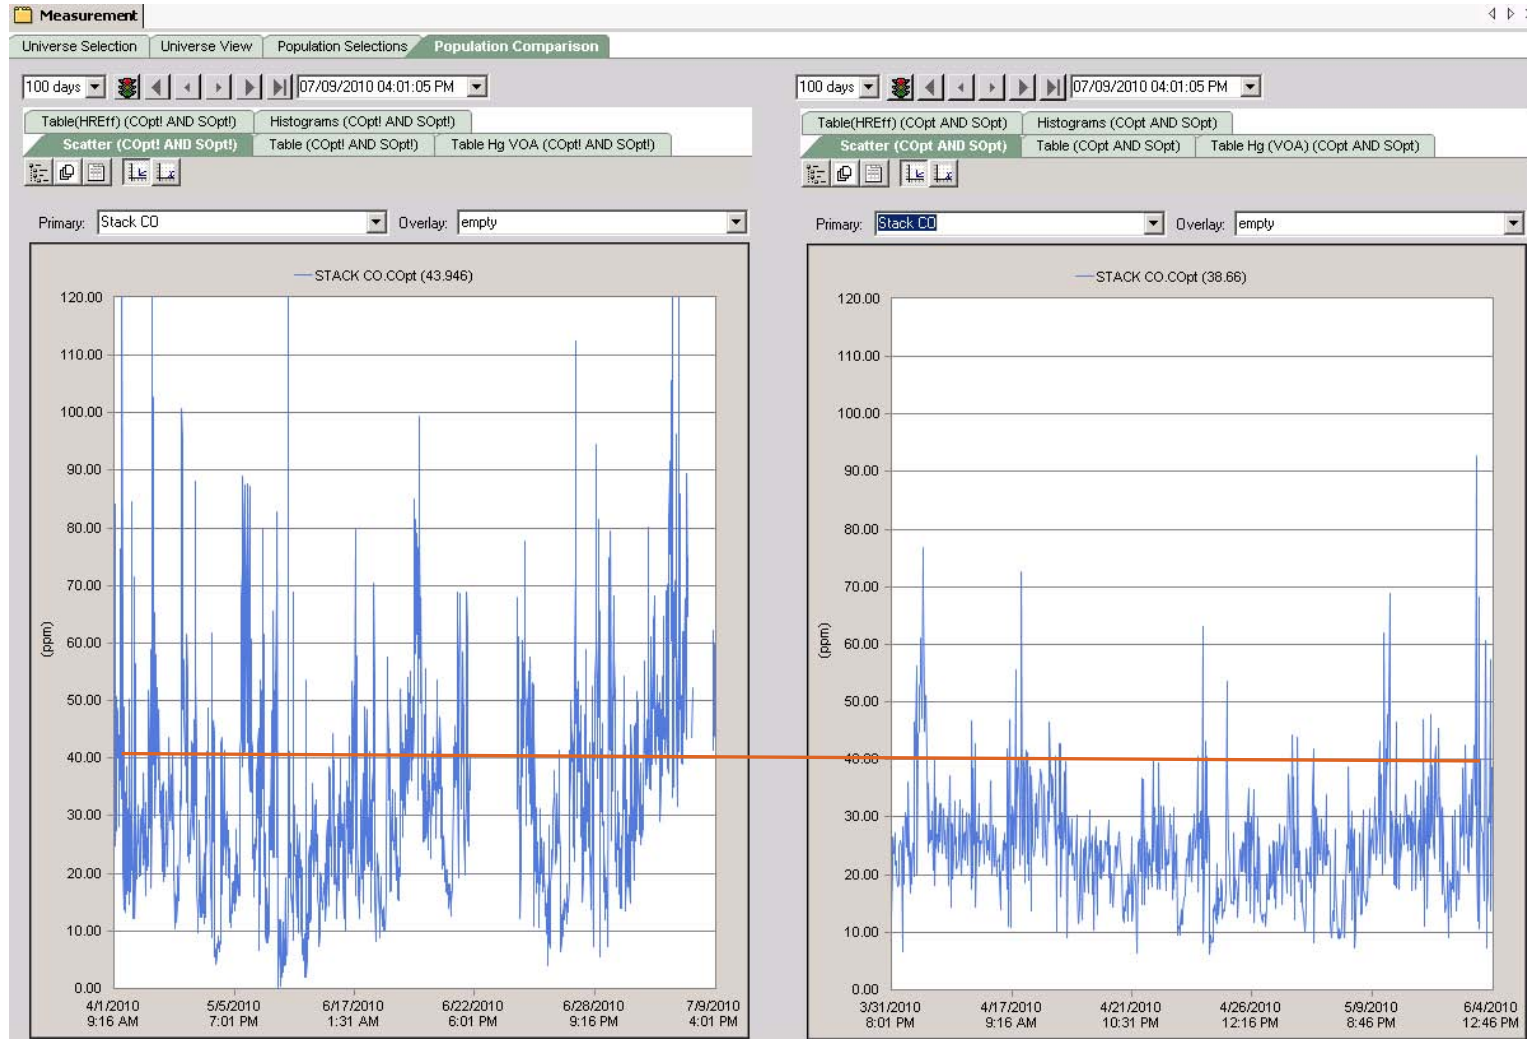 Measurement
Universe Selection Universe View Population Selections Population Comparison
100 days 07/09/2010 04:01:05 PM
Table(HREff) (COpt! AND SOpt!) Histograms (COpt! AND SOpt!)
Scatter (COpt! AND SOpt!) Table (COpt! AND SOpt!) Table Hg VOA (COpt! AND SOpt!)
Primary: Stack CO Overlay: empty
STACK CO.COpt (43.946)
120.00
110.00
100.00
90.00
80.00
70.00
60.00
50.00
40.00
30.00
20.00
10.00
0.00
(ppm)
4/1/2010 5/5/2010 6/17/2010 6/22/2010 6/28/2010 7/9/2010
9:16 AM 7:01 PM 1:31 AM 6:01 PM 9:16 PM 4:01 PM
100 days 07/09/2010 04:01:05 PM
Table(HREff) (COpt AND SOpt) Histograms (COpt AND SOpt)
Scatter (COpt AND SOpt) Table (COpt AND SOpt) Table Hg (VOA) (COpt AND SOpt)
Primary: Stack CO Overlay: empty
STACK CO.COpt (38.66)
120.00
110.00
100.00
90.00
80.00
70.00
60.00
50.00
40.00
30.00
20.00
10.00
0.00
(ppm)
3/31/2010 4/17/2010 4/21/2010 4/26/2010 5/9/2010 6/4/2010
8:01 PM 9:16 AM 10:31 PM 12:16 PM 8:46 PM 12:46 PM